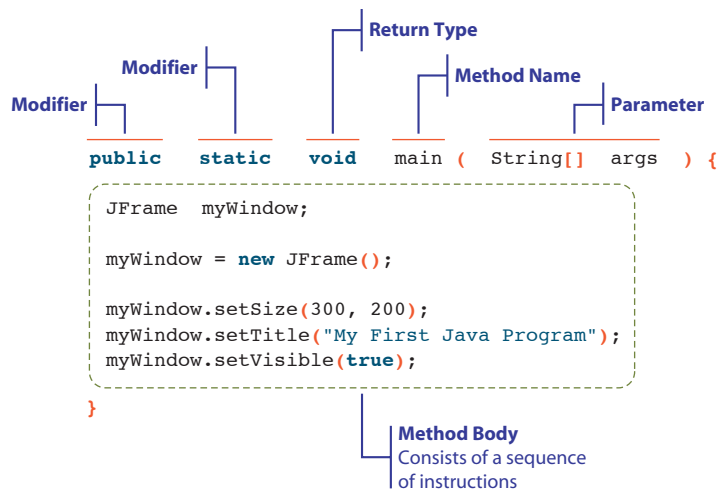 Return Type
Modifier
Method Name
Modifier
Parameter
public static void main ( String[] args ) {
JFrame myWindow;
myWindow = new JFrame();
myWindow.setSize(300, 200);
myWindow.setTitle("My First Java Program");
myWindow.setVisible(true);
}
Method Body
Consists of a sequence
of instructions